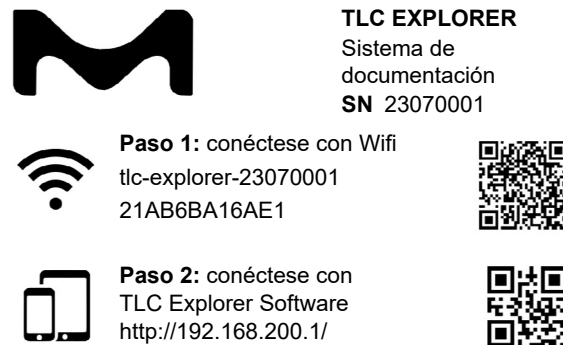 TLC EXPLORER
Sistema de
documentación
SN 23070001
Paso 1: conéctese con Wifi
tlc-explorer-23070001
21AB6BA16AE1
Paso 2: conéctese con
TLC Explorer Software
http://192.168.200.1/